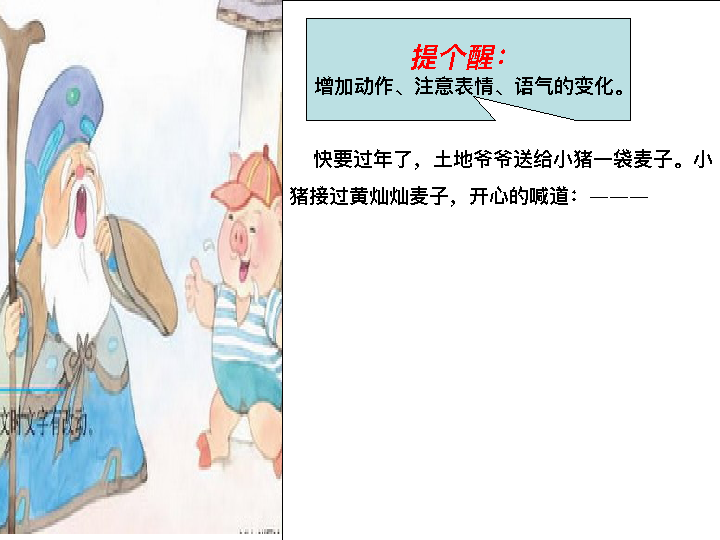 提个醒：
增加动作、注意表情、语气的变化。
快要过年了，土地爷爷送给小猪一袋麦子。小
猪接过黄灿灿麦子，开心的喊道：———
文时文字有改动。